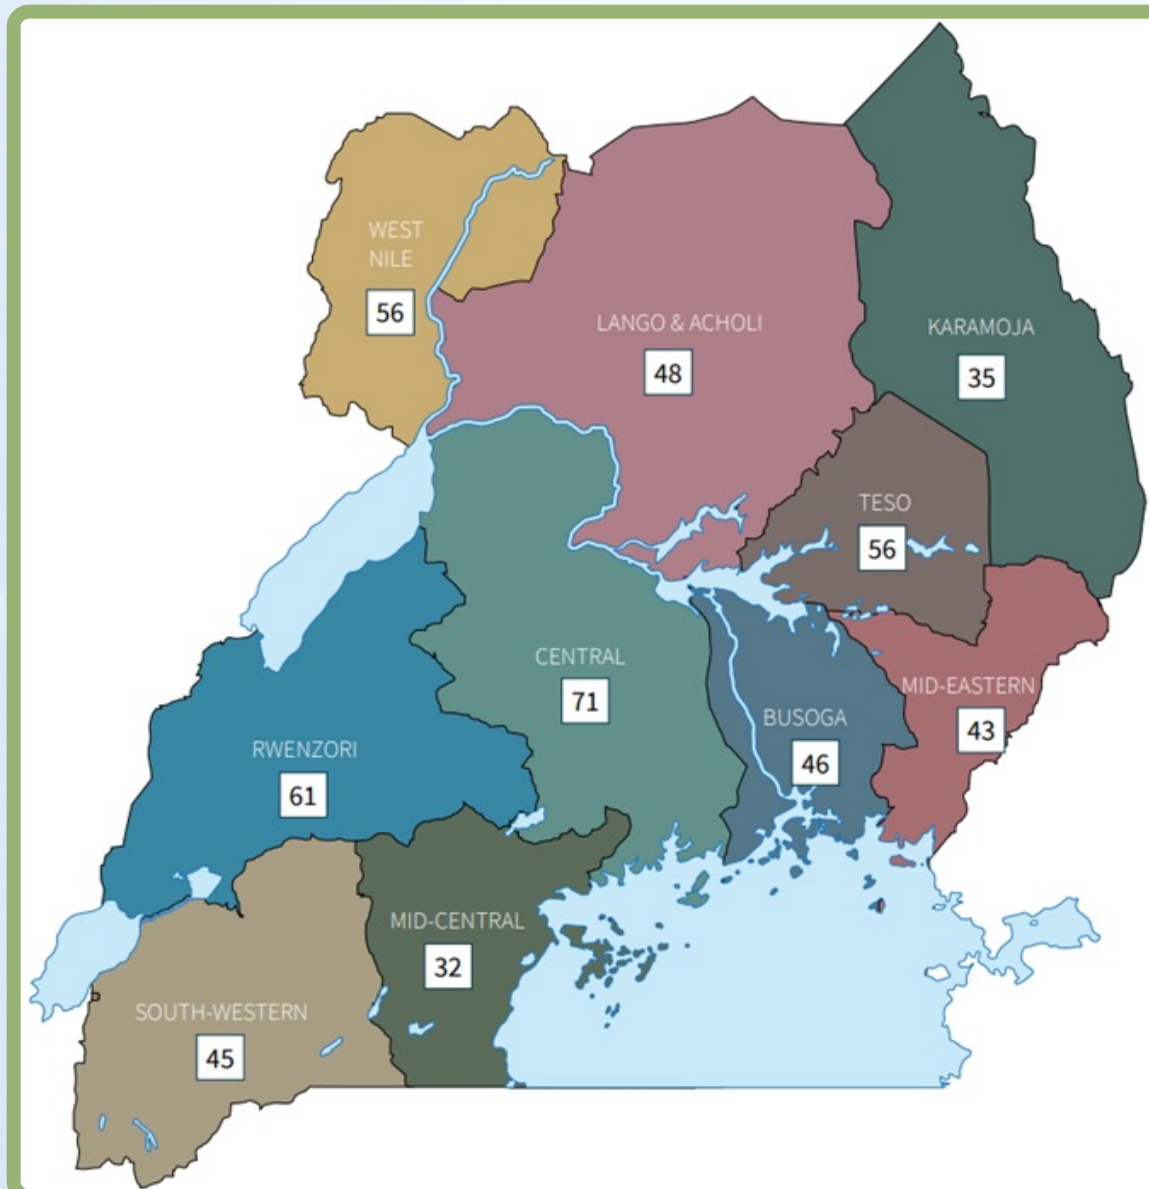 WEST
NILE
56
LANGO & ACHOLI
48
KARAMOJA
35
TESO
56
CENTRAL
71
MID-EASTERN
43
BUSOGA
46
RWENZORI
61
MID-CENTRAL
32
SOUTH-WESTERN
45